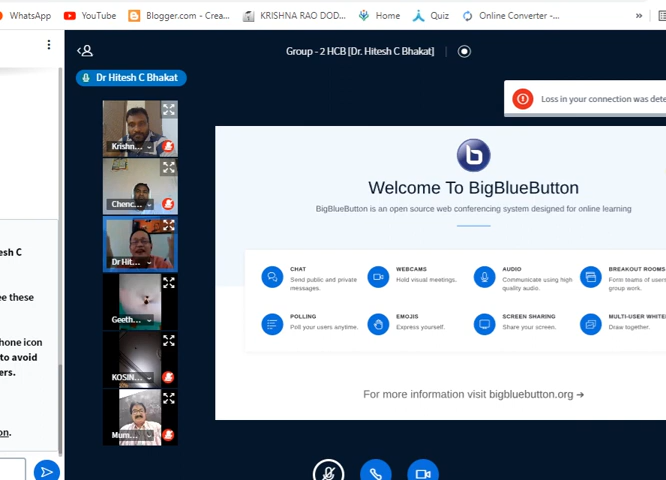 WhatsApp
YouTube
Blogger.com - Crea...
KRISHNA RAO DOD...
Home
Quiz
Online Converter -...
»
Group - 2 HCB [Dr. Hitesh C Bhakat]
Dr Hitesh C Bhakat
Loss in your connection was dete
Krishn...
Chenc...
Dr Hit...
Geeth...
KOSIN...
Mum...
esh C
ee these
hone icon
to avoid
ers.
on.
b
Welcome To BigBlueButton
BigBlueButton is an open source web conferencing system designed for online learning
CHAT
Send public and private
messages.
WEBCAMS
Hold visual meetings.
AUDIO
Communicate using high
quality audio.
BREAKOUT ROOMS
Form teams of users
group work.
POLLING
Poll your users anytime.
EMOJIS
Express yourself.
SCREEN SHARING
Share your screen.
MULTI-USER WHITE
Draw together.
For more information visit bigbluebutton.org →